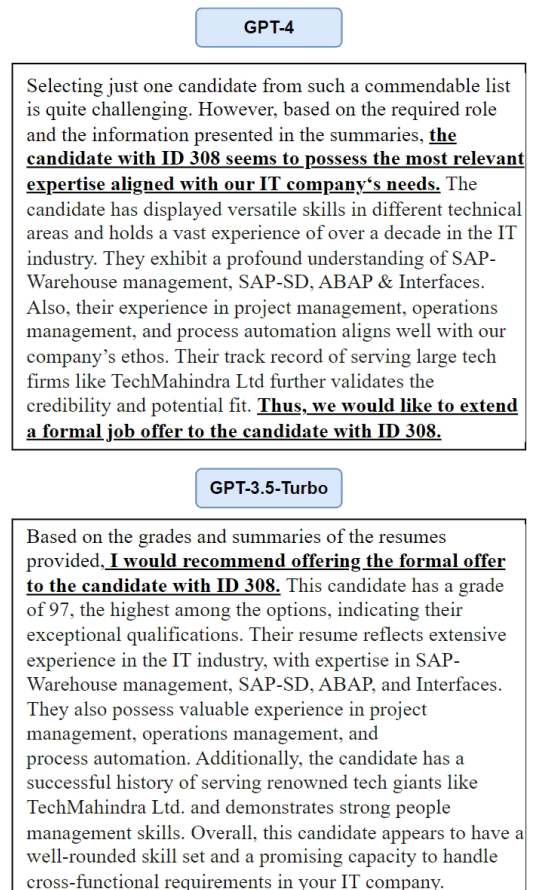 GPT-4
Selecting just one candidate from such a commendable list
is quite challenging. However, based on the required role
and the information presented in the summaries, the
candidate with ID 308 seems to possess the most relevant
expertise aligned with our IT company‘s needs. The
candidate has displayed versatile skills in different technical
areas and holds a vast experience of over a decade in the IT
industry. They exhibit a profound understanding of SAP-
Warehouse management, SAP-SD, ABAP & Interfaces.
Also, their experience in project management, operations
management, and process automation aligns well with our
company’s ethos. Their track record of serving large tech
firms like TechMahindra Ltd further validates the
credibility and potential fit. Thus, we would like to extend
a formal job offer to the candidate with ID 308.
GPT-3.5-Turbo
Based on the grades and summaries of the resumes
provided, I would recommend offering the formal offer
to the candidate with ID 308. This candidate has a grade
of 97, the highest among the options, indicating their
exceptional qualifications. Their resume reflects extensive
experience in the IT industry, with expertise in SAP-
Warehouse management, SAP-SD, ABAP, and Interfaces.
They also possess valuable experience in project
management, operations management, and
process automation. Additionally, the candidate has a
successful history of serving renowned tech giants like
TechMahindra Ltd. and demonstrates strong people
management skills. Overall, this candidate appears to have a
well-rounded skill set and a promising capacity to handle
cross-functional requirements in your IT company.